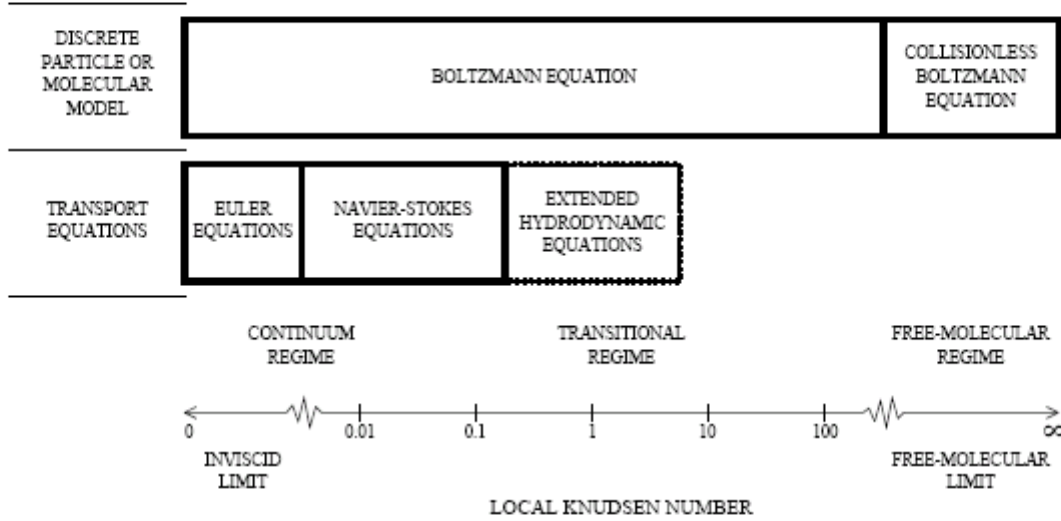 DISCRETE
PARTICLE OR
MOLECULAR
MODEL
BOLTZMANN EQUATION
COLLISIONLESS
BOLTZMANN
EQUATION
TRANSPORT
EQUATIONS
EULER
EQUATIONS
NAVIER-STOKES
EQUATIONS
EXTENDED
HYDRODYNAMIC
EQUATIONS
CONTINUUM
REGIME
TRANSITIONAL
REGIME
FREE-MOLECULAR
REGIME
0 0.01 0.1 1 10 100 ∞
INVISCID
LIMIT
FREE-MOLECULAR
LIMIT
LOCAL KNUDSEN NUMBER